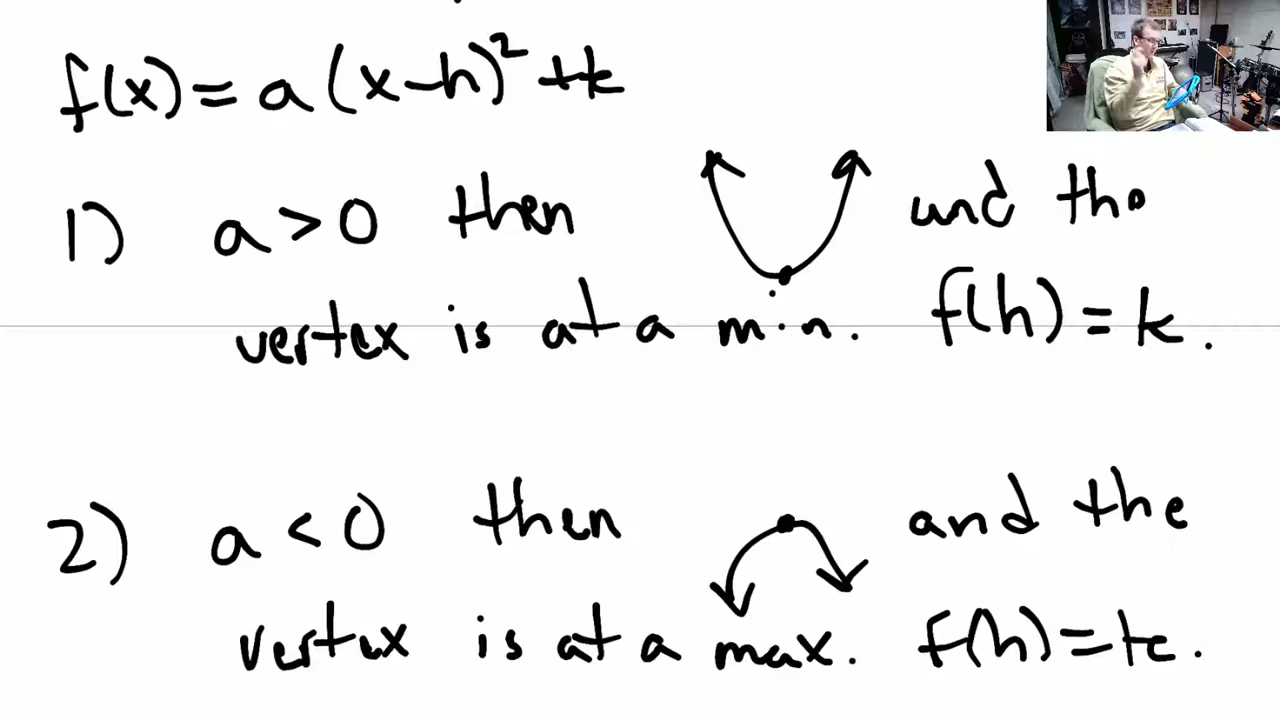 f(x) = a(x-h)² + k
1) a > 0 then and the
vertex is at a min. f(h) = k.
2) a < 0 then and the
vertex is at a max. f(h) = k.